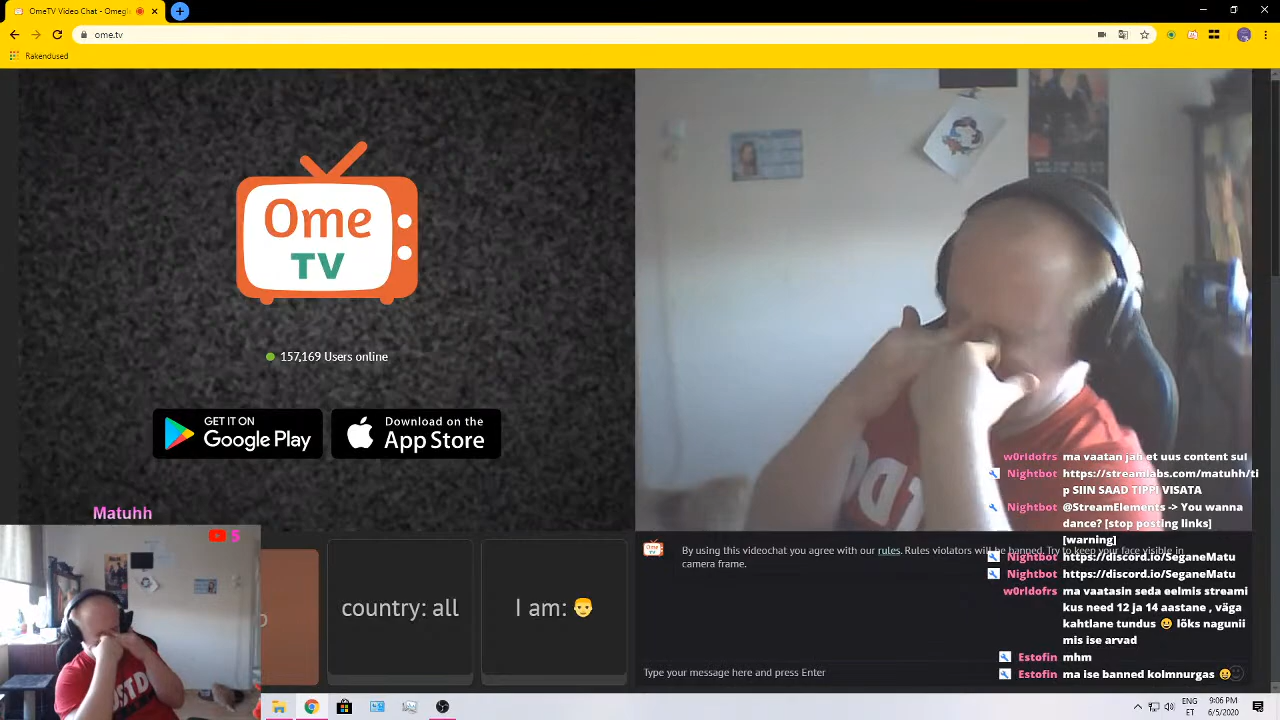 OmeTV Video Chat - Omegl
ome.tv
Rakendused
Ome
TV
157,169 Users online
GET IT ON
Google Play
Download on the
App Store
Matuhh
5
country: all
I am:
By using this videochat you agree with our rules. Rules violators will be banned. Try to keep your face visible in
camera frame.
Type your message here and press Enter
w0rldofrs ma vaatan jah et uus content sul
Nightbot https://streamlabs.com/matuhh/ti
p SIIN SAAD TIPPI VISATA
Nightbot @StreamElements -> You wanna
dance? [stop posting links]
[warning]
Nightbot https://discord.io/SeganeMatu
Nightbot https://discord.io/SeganeMatu
w0rldofrs ma vaatasin seda eelmis streami
kus need 12 ja 14 aastane , väga
kahtlane tundus löks nagunii
mis ise arvad
Estofin mhm
Estofin ma ise banned kolmnurgas
ENG
ET
9:06 PM
6/5/2020